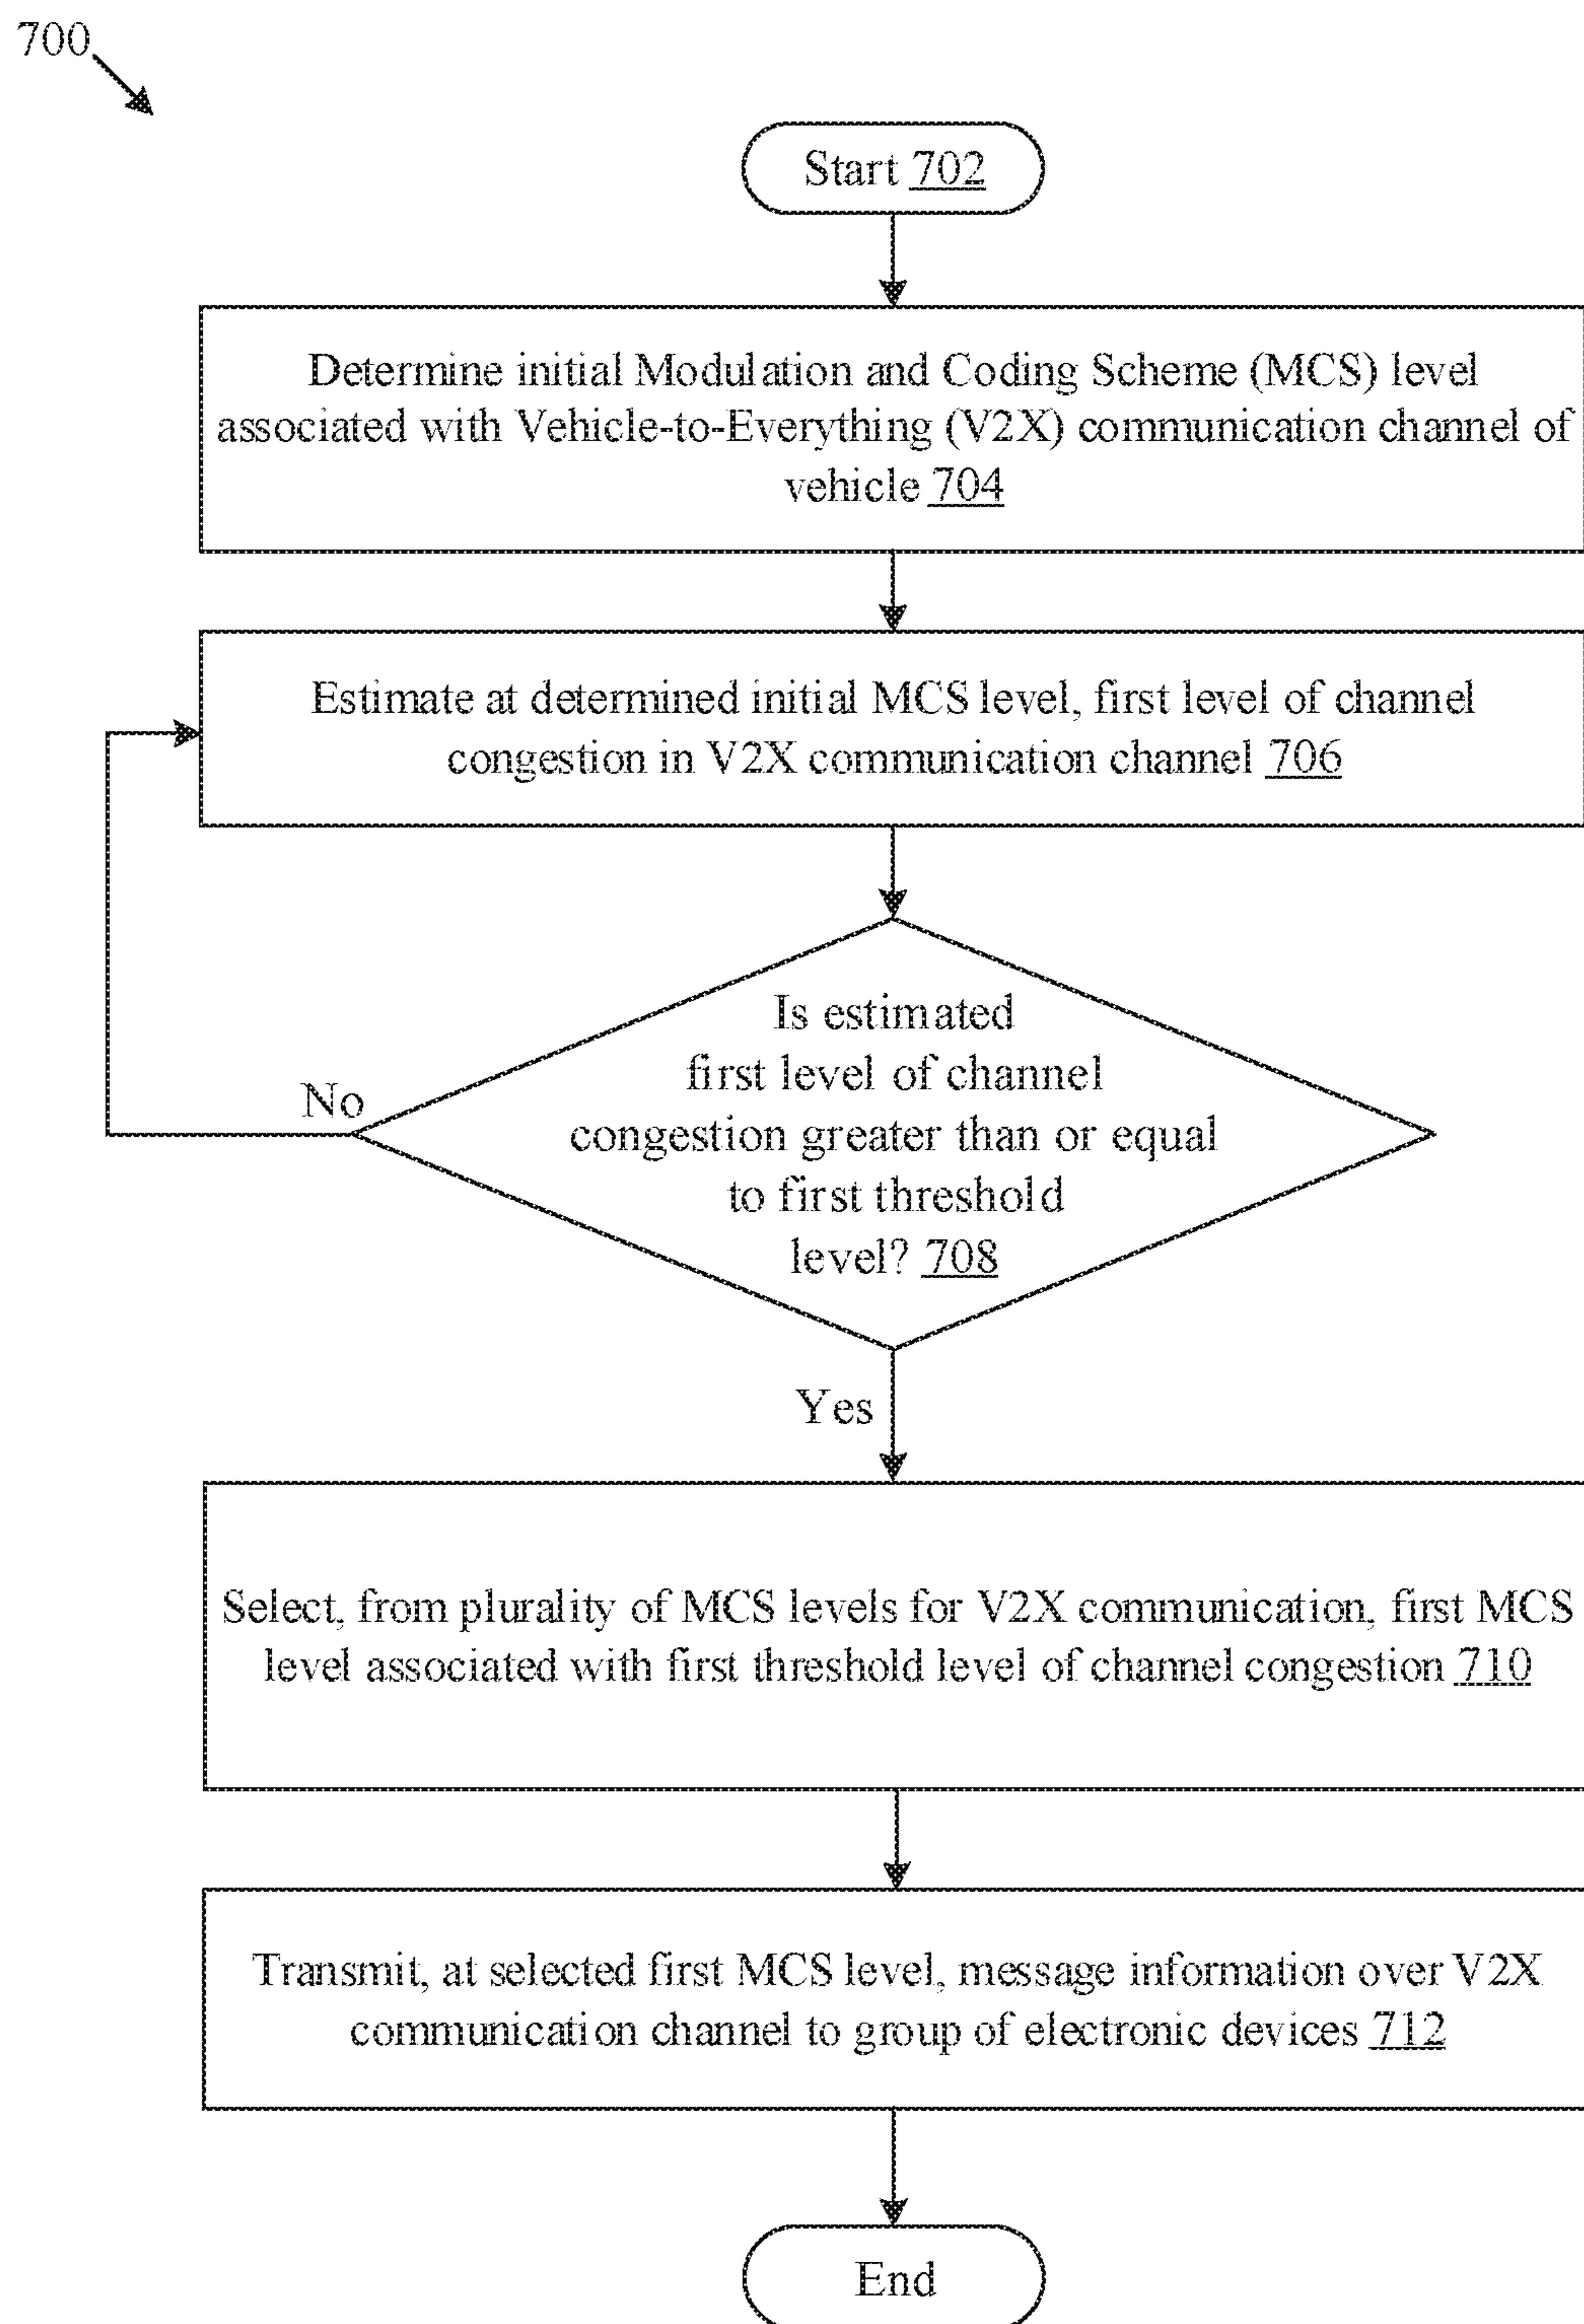 700
Start 702
Determine initial Modulation and Coding Scheme (MCS) level
associated with Vehicle-to-Everything (V2X) communication channel of
vehicle 704
Estimate at determined initial MCS level, first level of channel
congestion in V2X communication channel 706
Is estimated
first level of channel
congestion greater than or equal
to first threshold
level? 708
No
Yes
Select, from plurality of MCS levels for V2X communication, first MCS
level associated with first threshold level of channel congestion 710
Transmit, at selected first MCS level, message information over V2X
communication channel to group of electronic devices 712
End